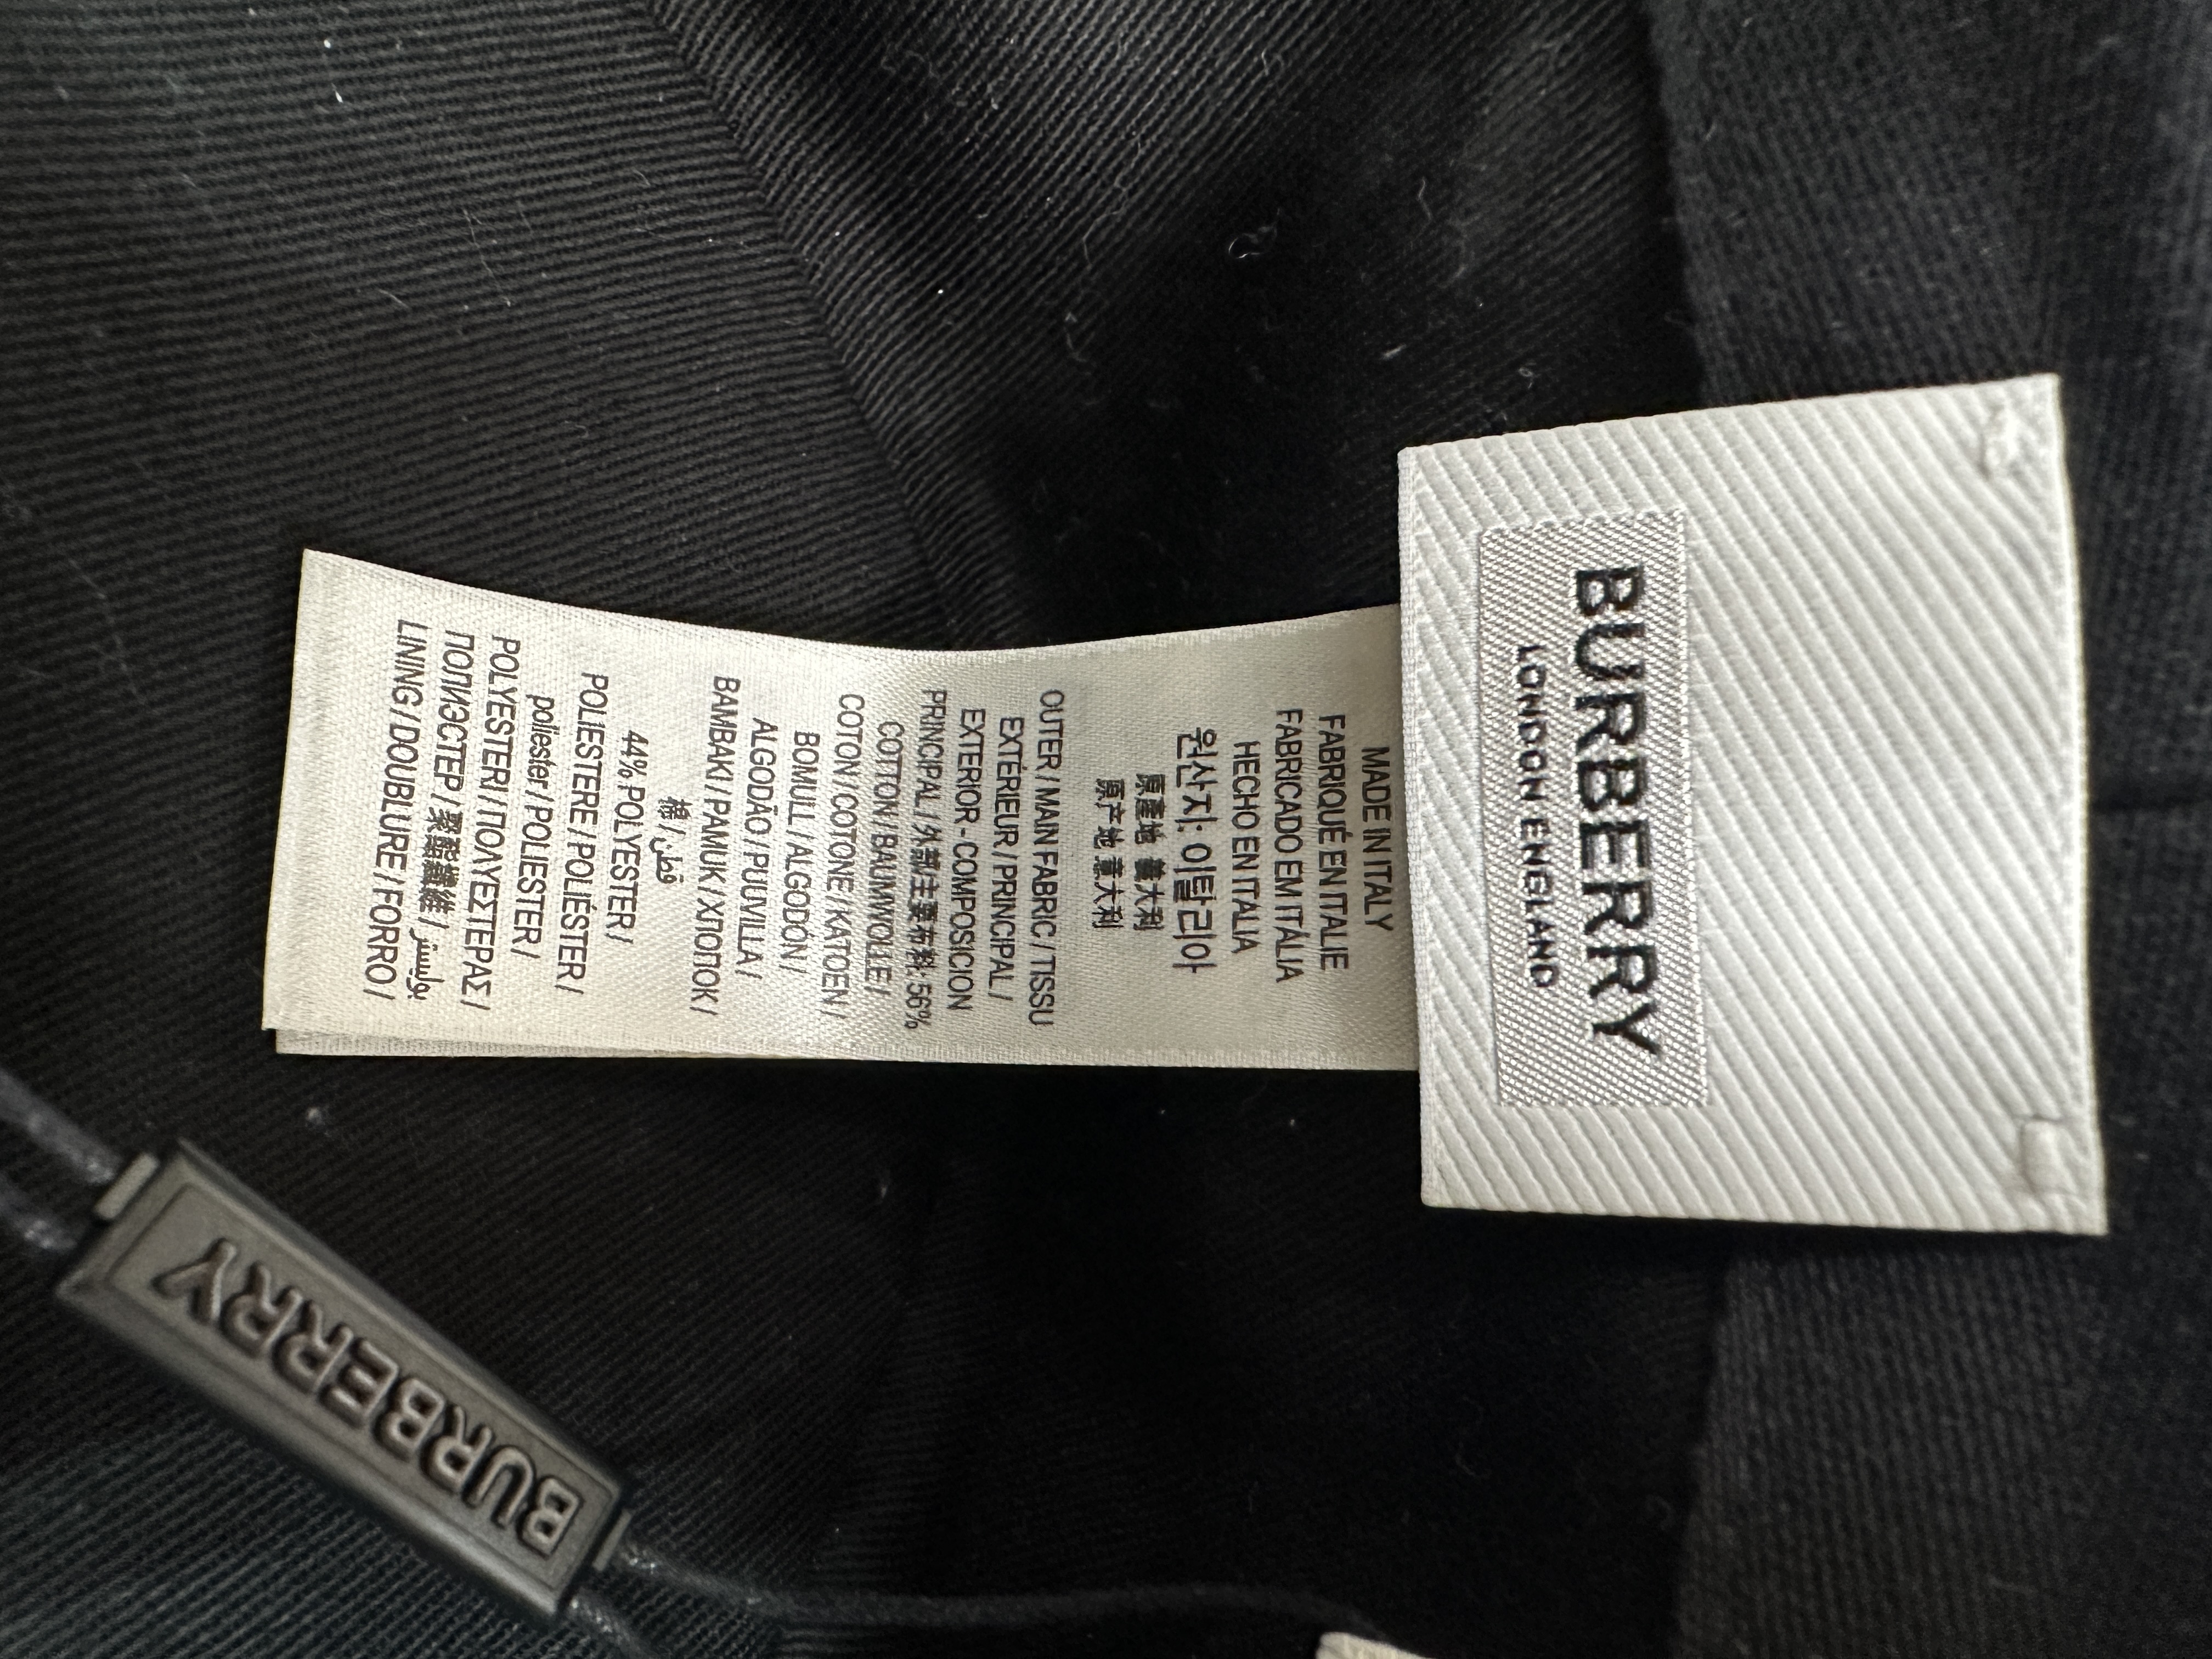 BURBERRY
LONDON ENGLAND
MADE IN ITALY
FABRIQUÉ EN ITALIE
FABRICADO EM ITÁLIA
HECHO EN ITALIA
원산지: 이탈리아
原產地 義大利
原产地 意大利
OUTER / MAIN FABRIC / TISSU
EXTÉRIEUR / PRINCIPAL /
EXTERIOR - COMPOSICION
PRINCIPAL / 外部主要布料: 56%
COTTON / BAUMWOLLE /
COTON / COTONE / KATOEN /
BOMULL / ALGODÓN /
ALGODÃO / PUUVILLA /
BAMBAKI / PAMUK / ХЛОПОК /
棉 / قطن
44% POLYESTER /
POLIESTERE / POLIÉSTER /
poliester / POLIESTER /
POLYESTERI / ΠΟΛΥΕΣΤΕΡΑΣ /
ПОЛИЭСТЕР / 聚酯纖維 / بوليستر
LINING / DOUBLURE / FORRO /
BURBERRY